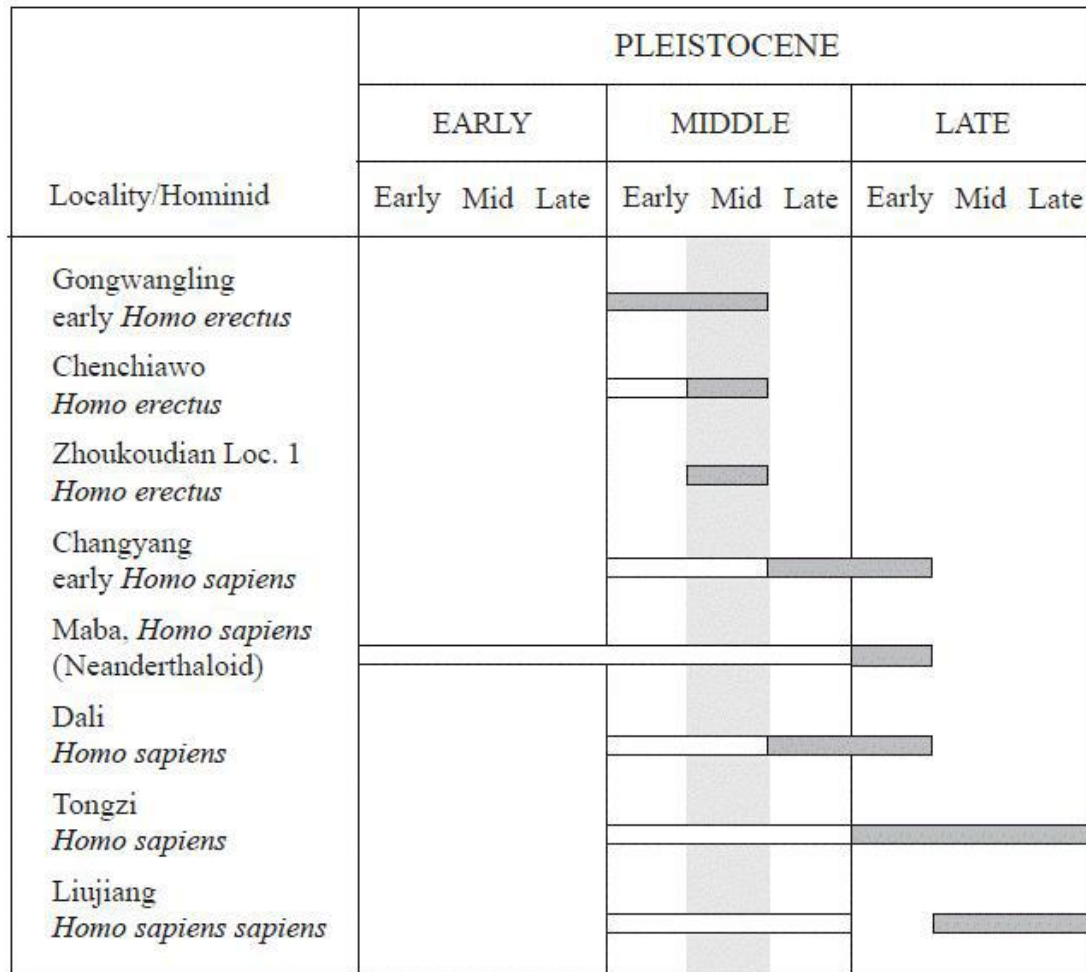 PLEISTOCENE
EARLY MIDDLE LATE
Locality/Hominid Early Mid Late Early Mid Late Early Mid Late
Gongwangling
early Homo erectus
Chenchiawo
Homo erectus
Zhoukoudian Loc. 1
Homo erectus
Changyang
early Homo sapiens
Maba, Homo sapiens
(Neanderthaloid)
Dali
Homo sapiens
Tongzi
Homo sapiens
Liujiang
Homo sapiens sapiens